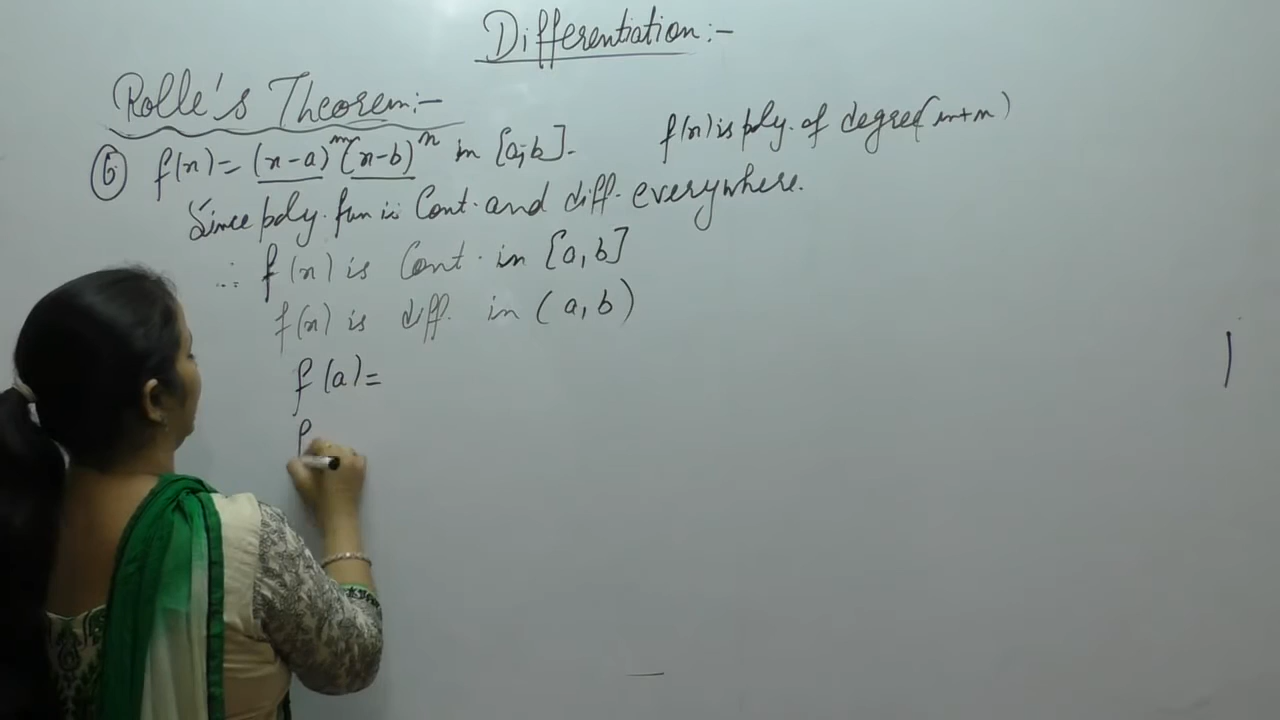 Differentiation:-
Rolle's Theorem:-
⑥ f(x) = (x-a)^m (x-b)^n in [a,b].
f(x) is ploy. of degree (m+n)
Since poly. fun is Cont. and diff. everywhere.
∴ f(x) is Cont. in [a,b]
f(x) is diff. in (a,b)
f(a) =